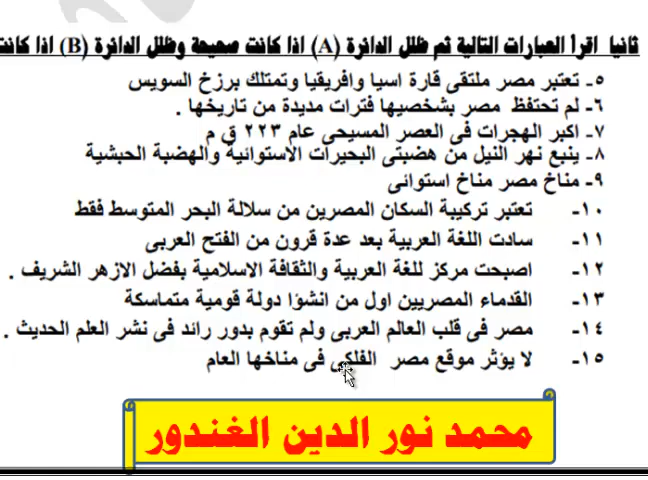 ثانيا اقرأ العبارات التالية ثم ظلل الدائرة (A) اذا كانت صحيحة وظلل الدائرة (B) اذا كانت
٥- تعتبر مصر ملتقى قارة اسيا وافريقيا وتمتلك برزخ السويس
٦- لم تحتفظ مصر بشخصيها فترات مديدة من تاريخها .
٧- اكبر الهجرات فى العصر المسيحى عام ٢٢٣ ق م
٨- ينبع نهر النيل من هضبتى البحيرات الاستوائية والهضبة الحبشية
٩- مناخ مصر مناخ استوائى
١٠- تعتبر تركيبة السكان المصرين من سلالة البحر المتوسط فقط
١١- سادت اللغة العربية بعد عدة قرون من الفتح العربى
١٢- اصبحت مركز للغة العربية والثقافة الاسلامية بفضل الازهر الشريف .
١٣- القدماء المصريين اول من انشؤا دولة قومية متماسكة
١٤- مصر فى قلب العالم العربى ولم تقوم بدور رائد فى نشر العلم الحديث .
١٥- لا يؤثر موقع مصر الفلكى فى مناخها العام
محمد نور الدين الغندور